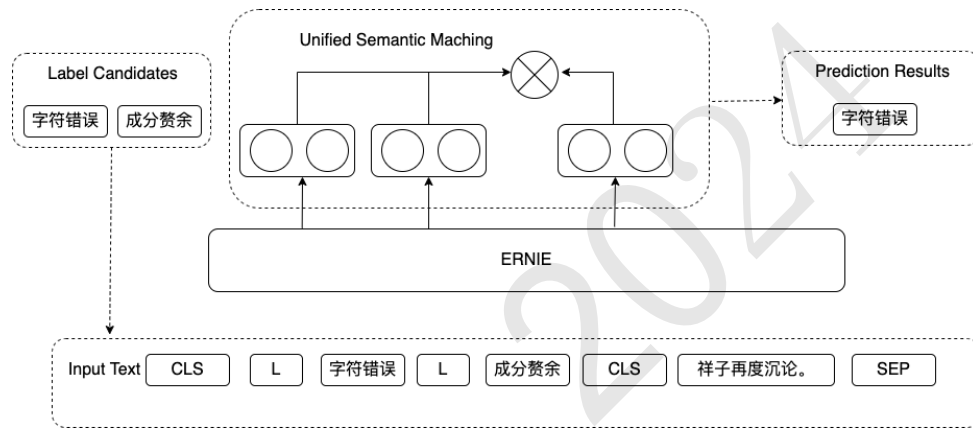 Unified Semantic Maching
Label Candidates
字符错误 成分赘余
Prediction Results
字符错误
ERNIE
Input Text CLS L 字符错误 L 成分赘余 CLS 祥子再度沉论。 SEP
2024